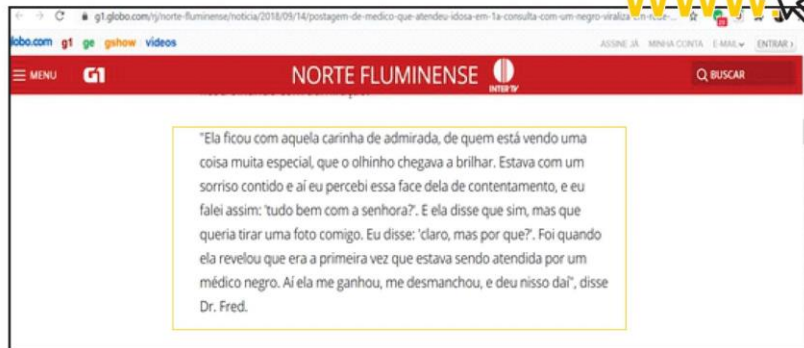 www.
g1.globo.com/rj/norte-fluminense/noticia/2018/09/14/postagem-de-medico-que-atendeu-idosa-em-1a-consulta-com-um-negro-viraliza-em-rede-...
globo.com g1 ge gshow videos ASSINE JÁ MINHA CONTA E-MAIL ENTRAR
MENU G1 NORTE FLUMINENSE INTER TV BUSCAR
"Ela ficou com aquela carinha de admirada, de quem está vendo uma
coisa muita especial, que o olhinho chegava a brilhar. Estava com um
sorriso contido e aí eu percebi essa face dela de contentamento, e eu
falei assim: 'tudo bem com a senhora?'. E ela disse que sim, mas que
queria tirar uma foto comigo. Eu disse: 'claro, mas por que?'. Foi quando
ela revelou que era a primeira vez que estava sendo atendida por um
médico negro. Aí ela me ganhou, me desmanchou, e deu nisso daí", disse
Dr. Fred.